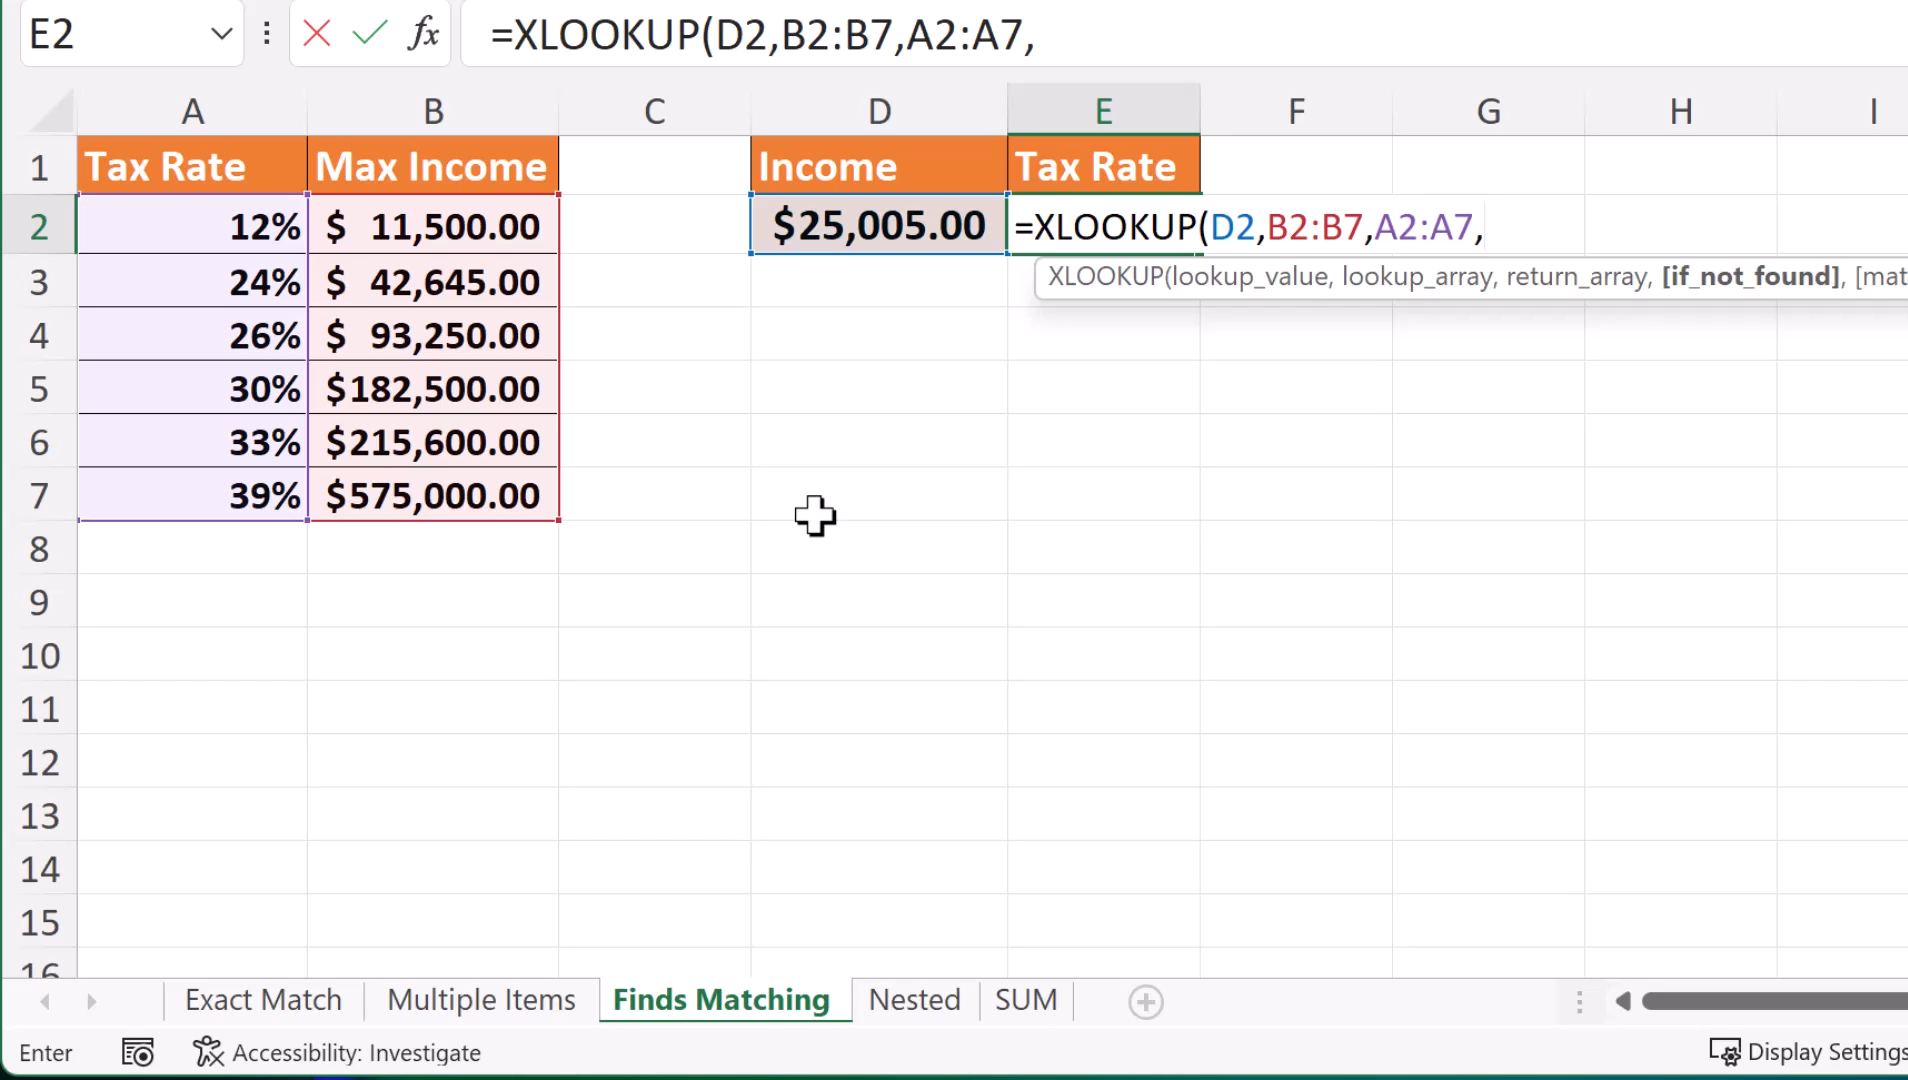 E2 fx =XLOOKUP(D2,B2:B7,A2:A7,
A B C D E F G H I
1 Tax Rate Max Income Income Tax Rate
2 12% $ 11,500.00 $25,005.00 =XLOOKUP(D2,B2:B7,A2:A7,
XLOOKUP(lookup_value, lookup_array, return_array, [if_not_found], [mat
3 24% $ 42,645.00
4 26% $ 93,250.00
5 30% $182,500.00
6 33% $215,600.00
7 39% $575,000.00
8
9
10
11
12
13
14
15
16
Exact Match Multiple Items Finds Matching Nested SUM
Enter Accessibility: Investigate Display Settings